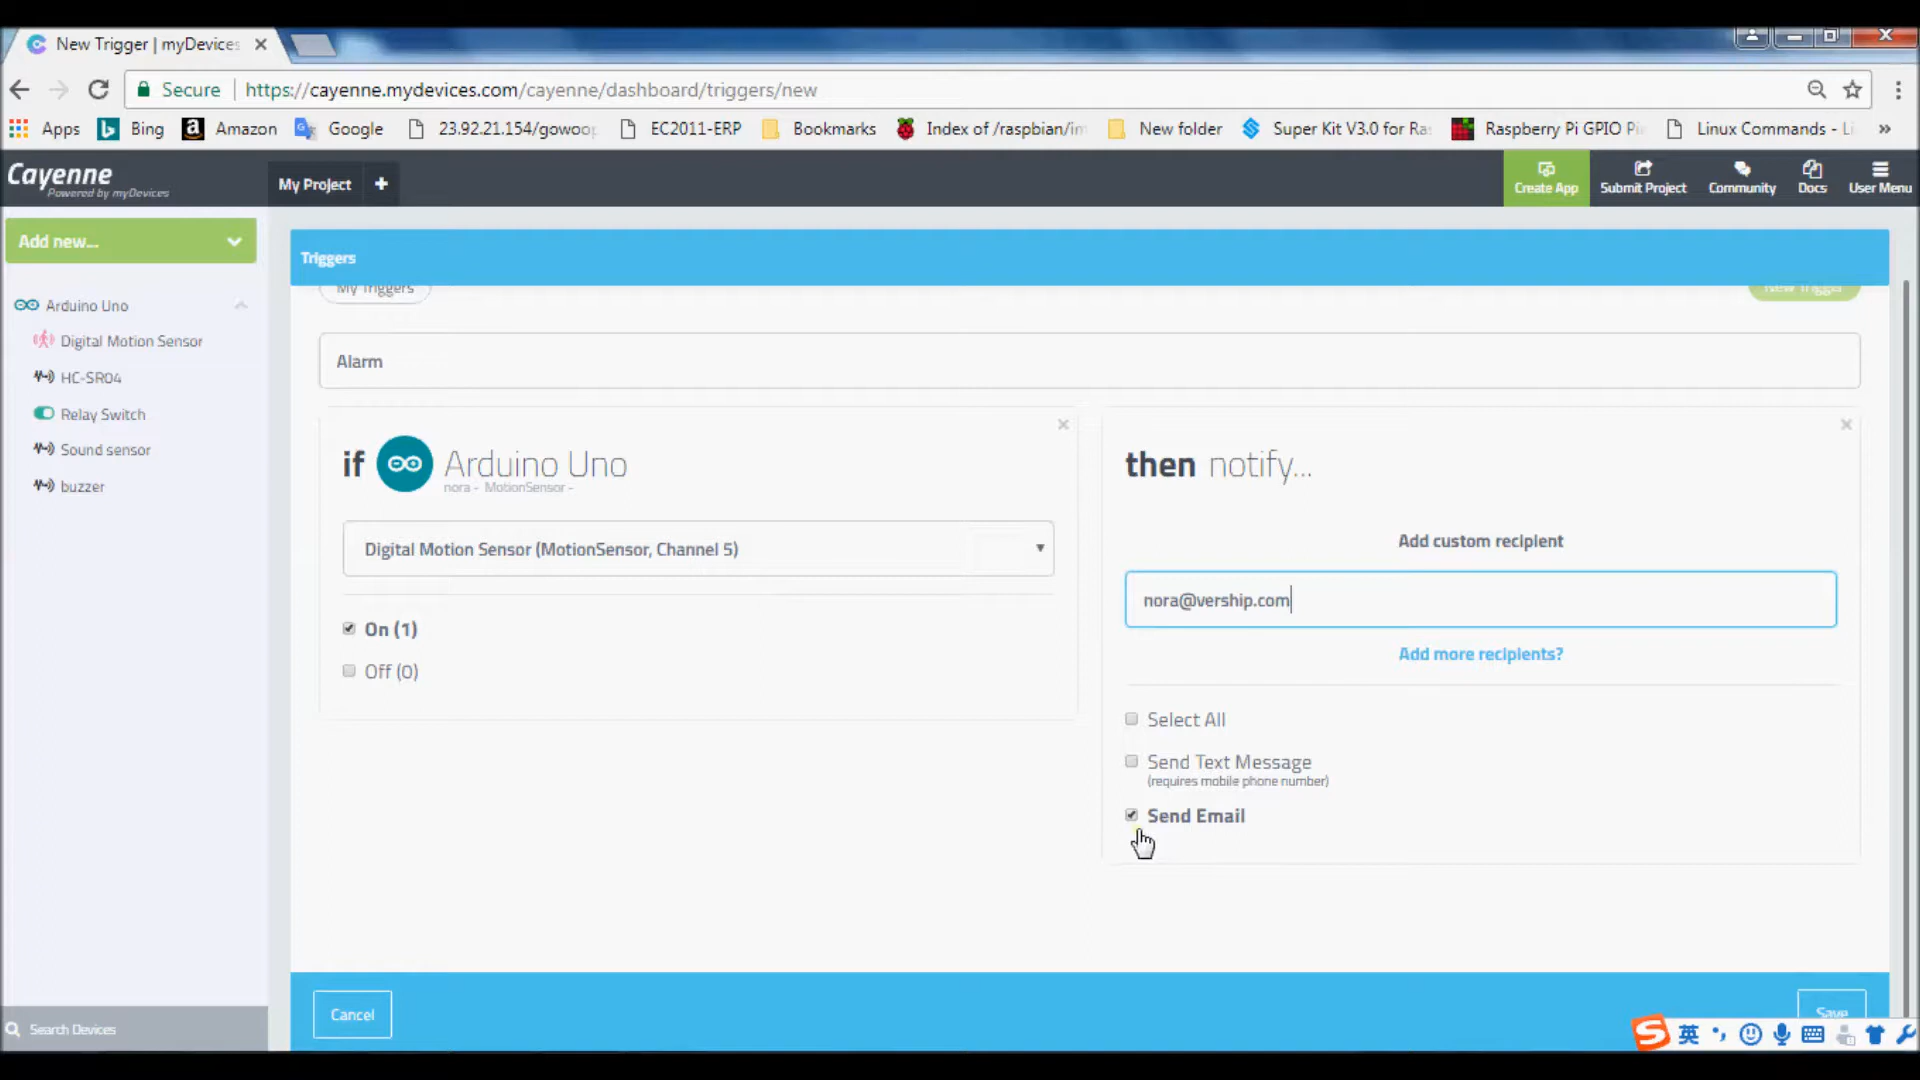 New Trigger | myDevices
Secure | https://cayenne.mydevices.com/cayenne/dashboard/triggers/new
Apps Bing Amazon Google 23.92.21.154/gowoop EC2011-ERP Bookmarks Index of /raspbian/im New folder Super Kit V3.0 for Ras Raspberry Pi GPIO Pi Linux Commands - Li »
Cayenne
Powered by myDevices
My Project +
Create App Submit Project Community Docs User Menu
Add new...
Arduino Uno
Digital Motion Sensor
HC-SR04
Relay Switch
Sound sensor
buzzer
Search Devices
Triggers
My Triggers New Trigger
Alarm
if Arduino Uno
nora - MotionSensor -
Digital Motion Sensor (MotionSensor, Channel 5)
On (1)
Off (0)
then notify...
Add custom recipient
nora@vership.com
Add more recipients?
Select All
Send Text Message
(requires mobile phone number)
Send Email
Cancel Save
S 英